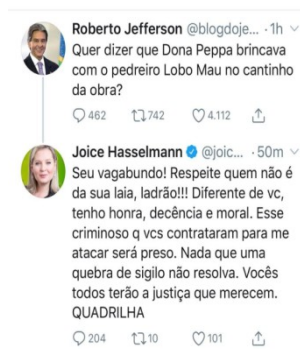 Roberto Jefferson @blogdoje... · 1h
Quer dizer que Dona Peppa brincava
com o pedreiro Lobo Mau no cantinho
da obra?
462 742 4.112
Joice Hasselmann @joic... · 50m
Seu vagabundo! Respeite quem não é
da sua laia, ladrão!!! Diferente de vc,
tenho honra, decência e moral. Esse
criminoso q vcs contrataram para me
atacar será preso. Nada que uma
quebra de sigilo não resolva. Vocês
todos terão a justiça que merecem.
QUADRILHA
204 10 101